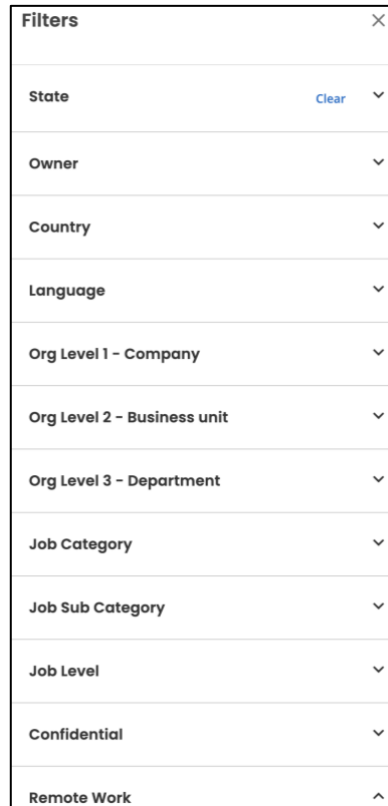 Filters
State Clear
Owner
Country
Language
Org Level 1 - Company
Org Level 2 - Business unit
Org Level 3 - Department
Job Category
Job Sub Category
Job Level
Confidential
Remote Work